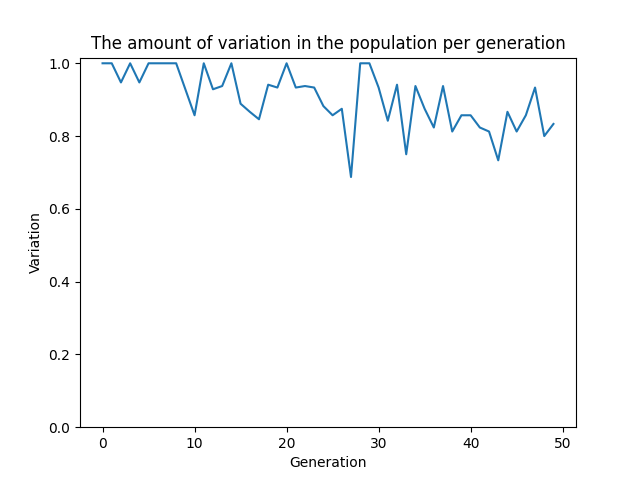 The amount of variation in the population per generation
1.0
0.8
0.6
0.4
0.2
0.0
Variation
0 10 20 30 40 50
Generation